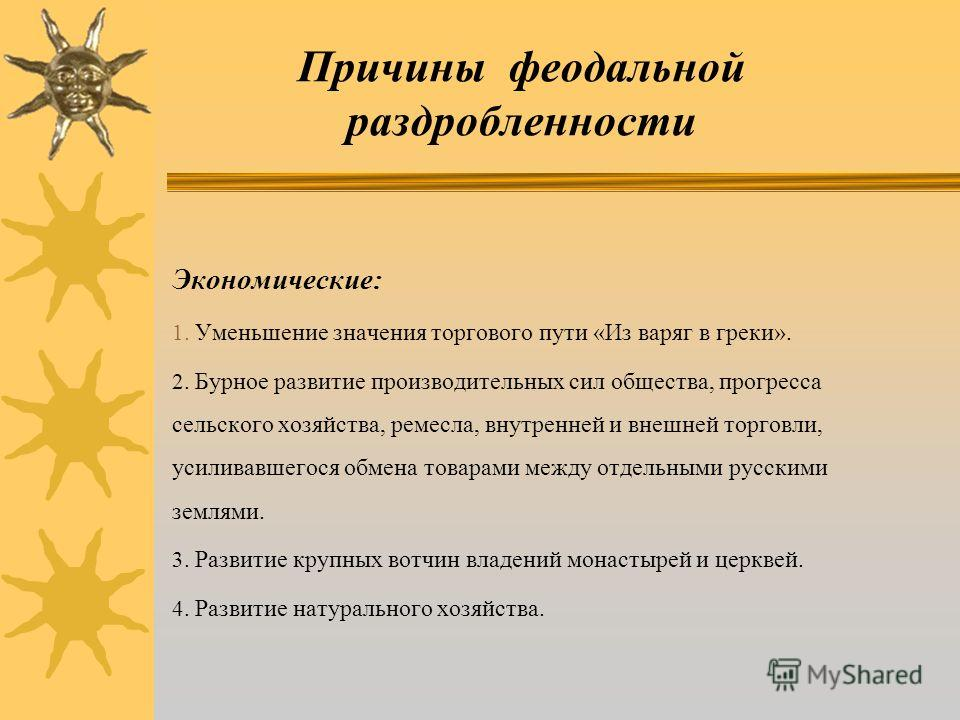 Причины феодальной
раздробленности
Экономические:
1. Уменьшение значения торгового пути «Из варяг в греки».
2. Бурное развитие производительных сил общества, прогресса
сельского хозяйства, ремесла, внутренней и внешней торговли,
усиливавшегося обмена товарами между отдельными русскими
землями.
3. Развитие крупных вотчин владений монастырей и церквей.
4. Развитие натурального хозяйства.
MyShared